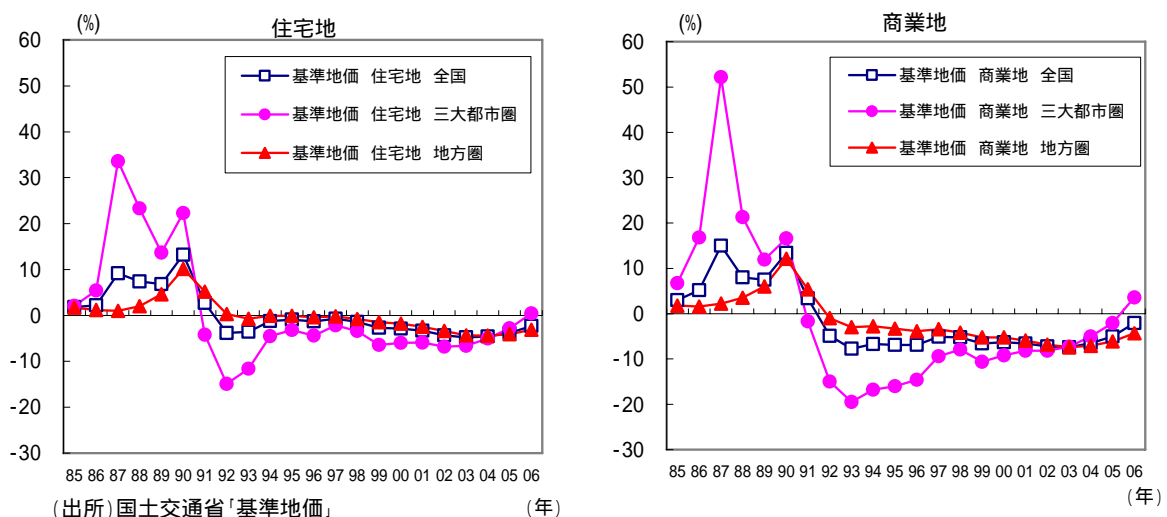 (%)
住宅地
60
50
40
30
20
10
0
-10
-20
-30
基準地価 住宅地 全国
基準地価 住宅地 三大都市圏
基準地価 住宅地 地方圏
85 86 87 88 89 90 91 92 93 94 95 96 97 98 99 00 01 02 03 04 05 06
(出所)国土交通省「基準地価」
(年)
(%)
商業地
60
50
40
30
20
10
0
-10
-20
-30
基準地価 商業地 全国
基準地価 商業地 三大都市圏
基準地価 商業地 地方圏
85 86 87 88 89 90 91 92 93 94 95 96 97 98 99 00 01 02 03 04 05 06
(年)